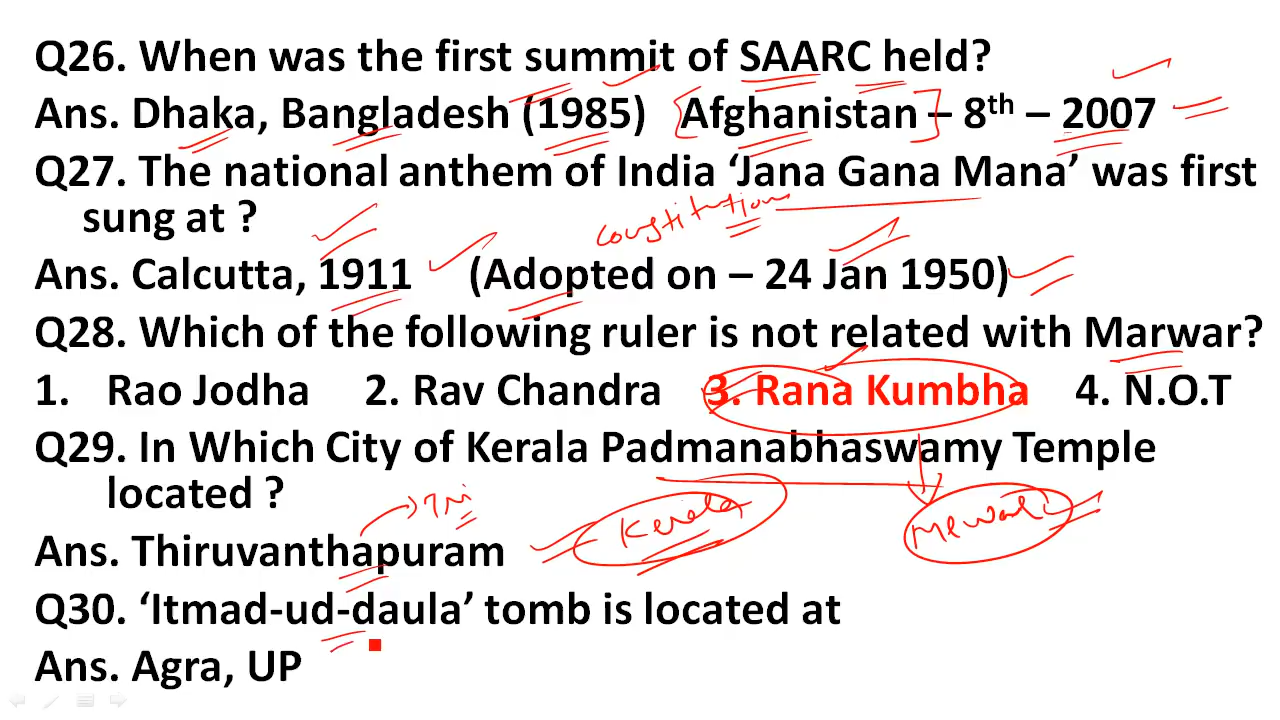 Q26. When was the first summit of SAARC held?
Ans. Dhaka, Bangladesh (1985) [Afghanistan] – 8th – 2007
Q27. The national anthem of India ‘Jana Gana Mana’ was first
sung at ?
constitution
Ans. Calcutta, 1911 (Adopted on – 24 Jan 1950)
Q28. Which of the following ruler is not related with Marwar?
1. Rao Jodha 2. Rav Chandra 3. Rana Kumbha 4. N.O.T
Q29. In Which City of Kerala Padmanabhaswamy Temple
located ?
Kerala
Ans. Thiruvanthapuram
Q30. ‘Itmad-ud-daula’ tomb is located at
Ans. Agra, UP